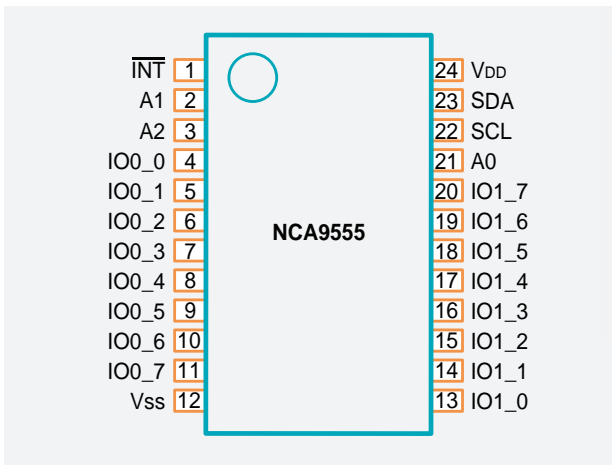 INT 1 24 VDD
A1 2 23 SDA
A2 3 22 SCL
IO0_0 4 21 A0
IO0_1 5 20 IO1_7
IO0_2 6 19 IO1_6
NCA9555
IO0_3 7 18 IO1_5
IO0_4 8 17 IO1_4
IO0_5 9 16 IO1_3
IO0_6 10 15 IO1_2
IO0_7 11 14 IO1_1
Vss 12 13 IO1_0